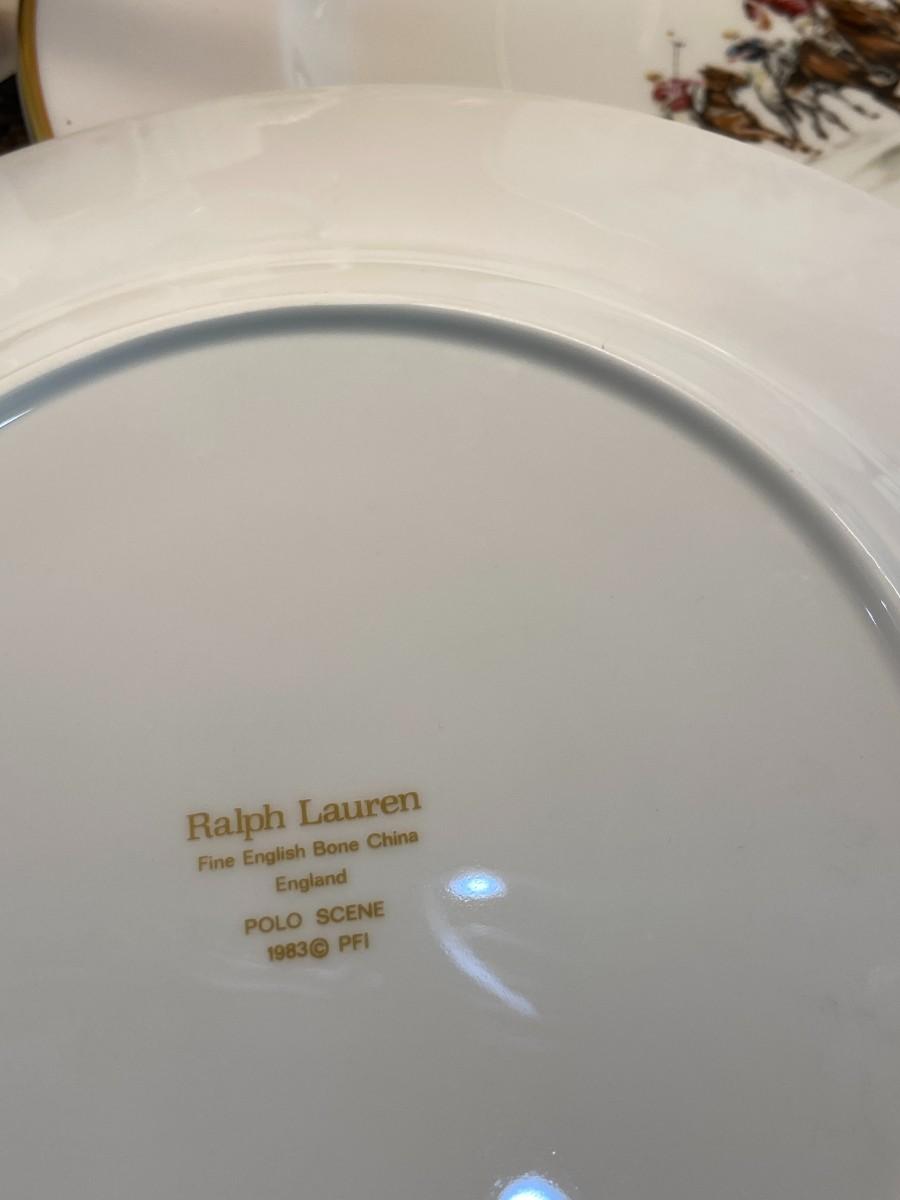 Ralph Lauren
Fine English Bone China
England
POLO SCENE
1983© PFI